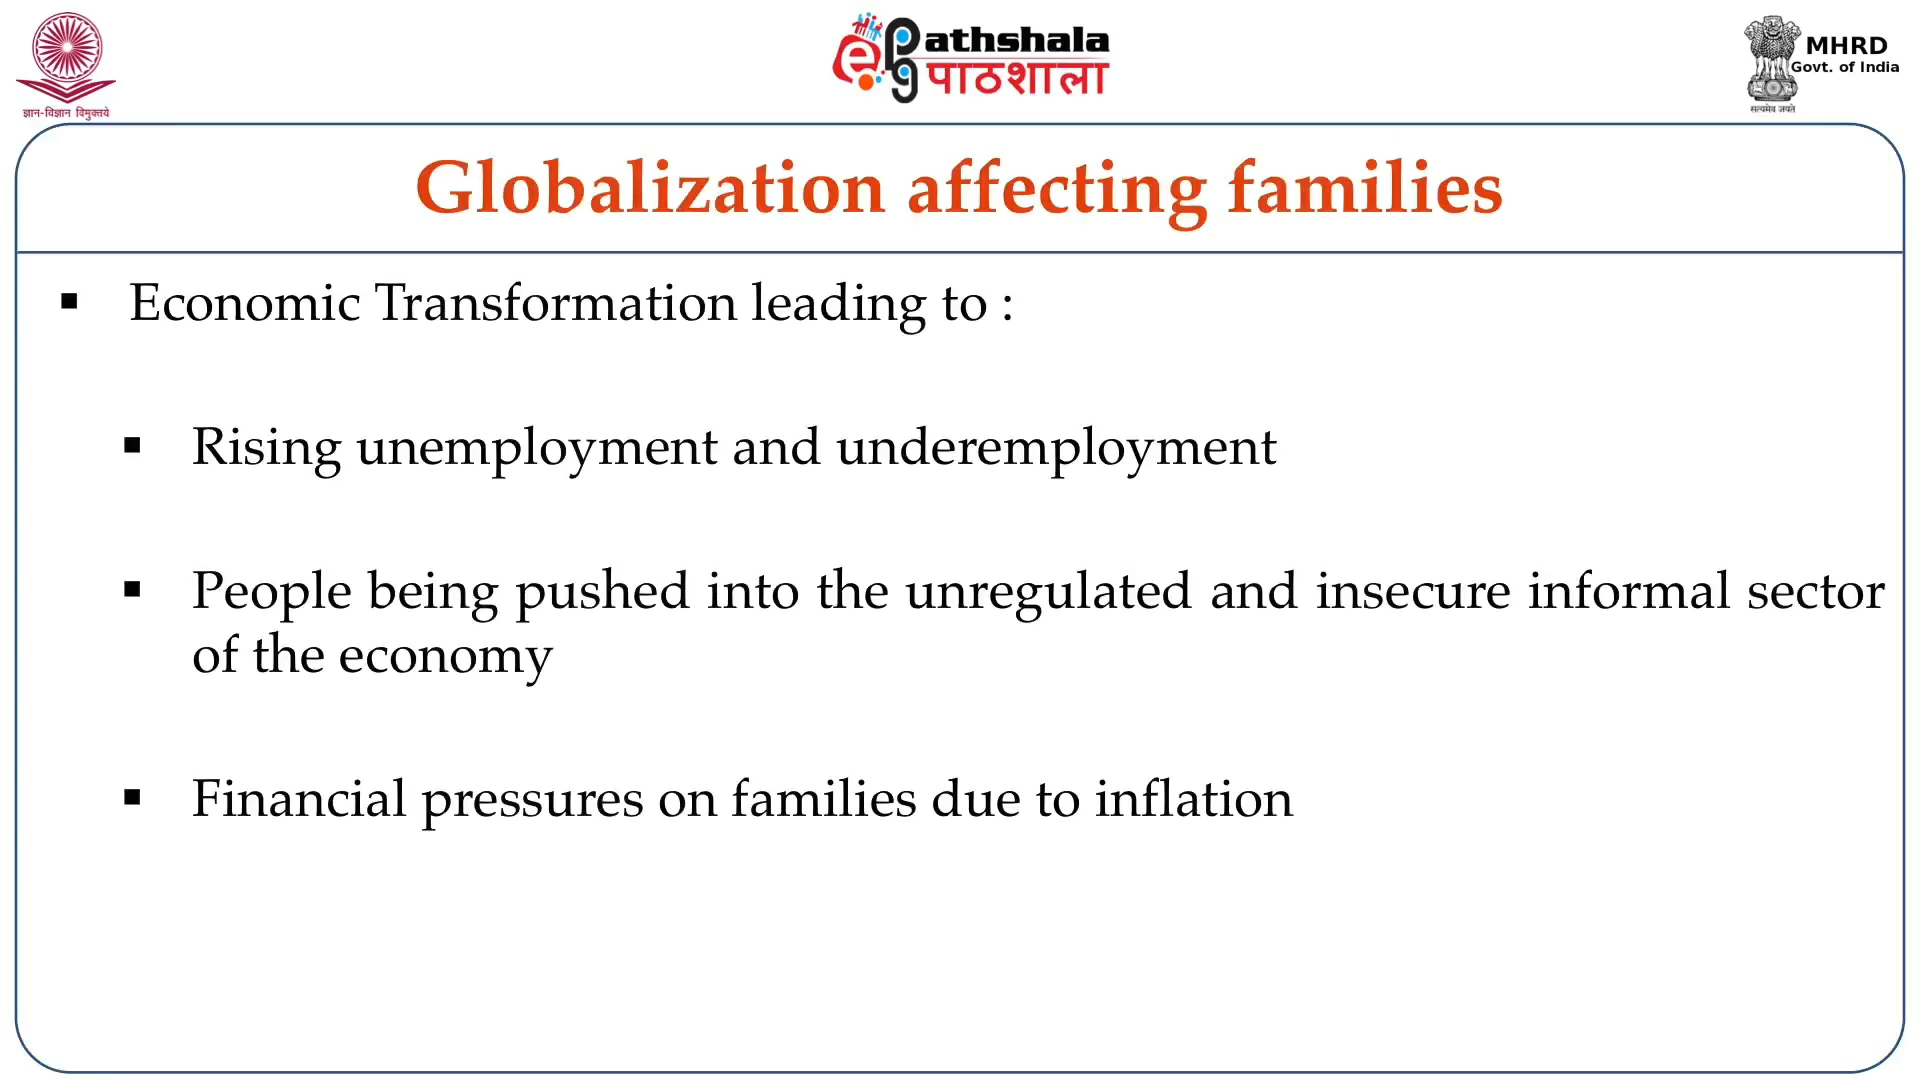 ज्ञान-विज्ञान विमुक्तये
ePG
athshala
पाठशाला
MHRD
Govt. of India
सत्यमेव जयते
Globalization affecting families
▪ Economic Transformation leading to :
▪ Rising unemployment and underemployment
▪ People being pushed into the unregulated and insecure informal sector
of the economy
▪ Financial pressures on families due to inflation